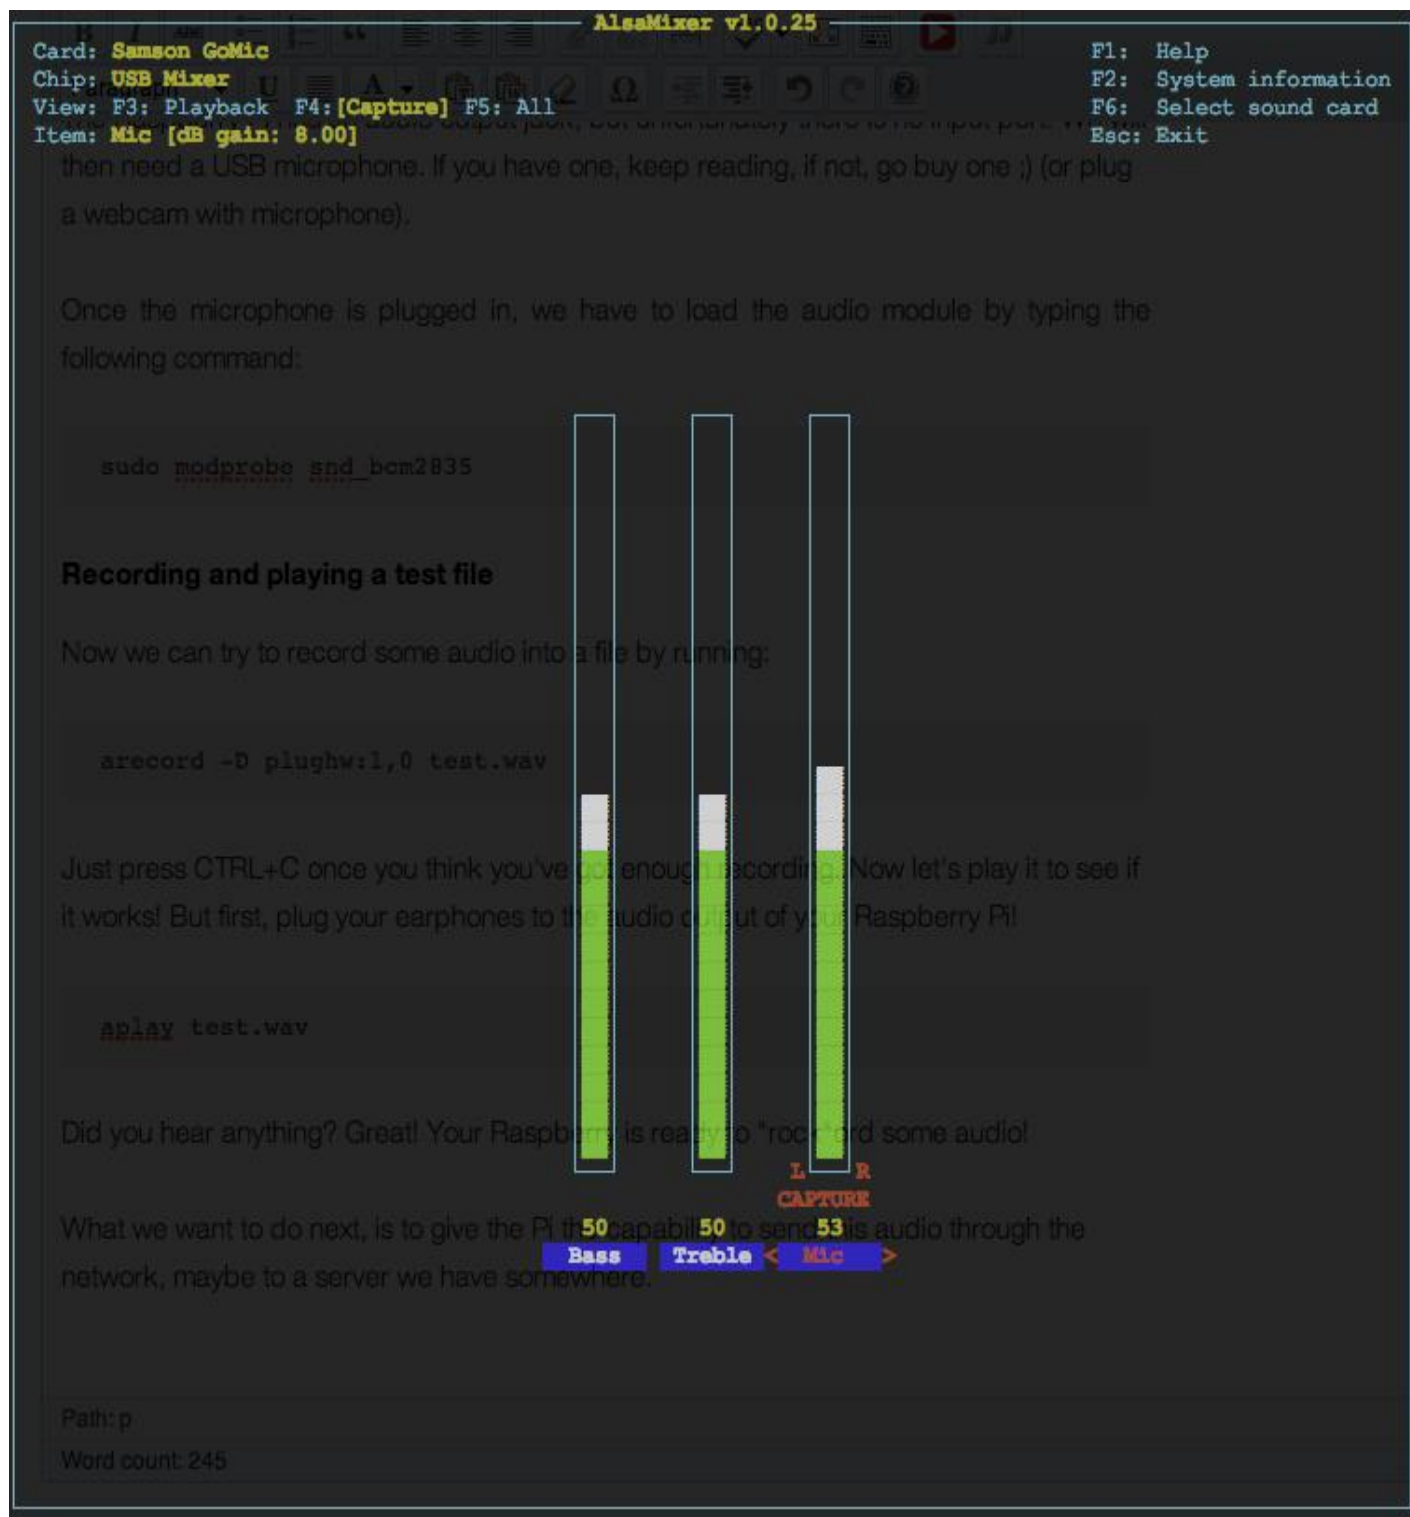 AlsaMixer v1.0.25
Card: Samson GoMic
F1: Help
Chip: USB Mixer
F2: System information
View: F3: Playback F4:[Capture] F5: All
F6: Select sound card
Item: Mic [dB gain: 8.00]
Esc: Exit
Paragraph
then need a USB microphone. If you have one, keep reading, if not, go buy one ;) (or plug
a webcam with microphone).
Once the microphone is plugged in, we have to load the audio module by typing the
following command:
sudo modprobe snd_bcm2835
Recording and playing a test file
Now we can try to record some audio into a file by running:
arecord -D plughw:1,0 test.wav
Just press CTRL+C once you think you've got enough recording. Now let's play it to see if
it works! But first, plug your earphones to the audio output of your Raspberry Pi!
aplay test.wav
Did you hear anything? Great! Your Raspberry is ready to "rock"ord some audio!
L R
CAPTURE
What we want to do next, is to give the Pi the capability to send this audio through the
50 50 53
Bass Treble < Mic >
network, maybe to a server we have somewhere.
Path: p
Word count: 245